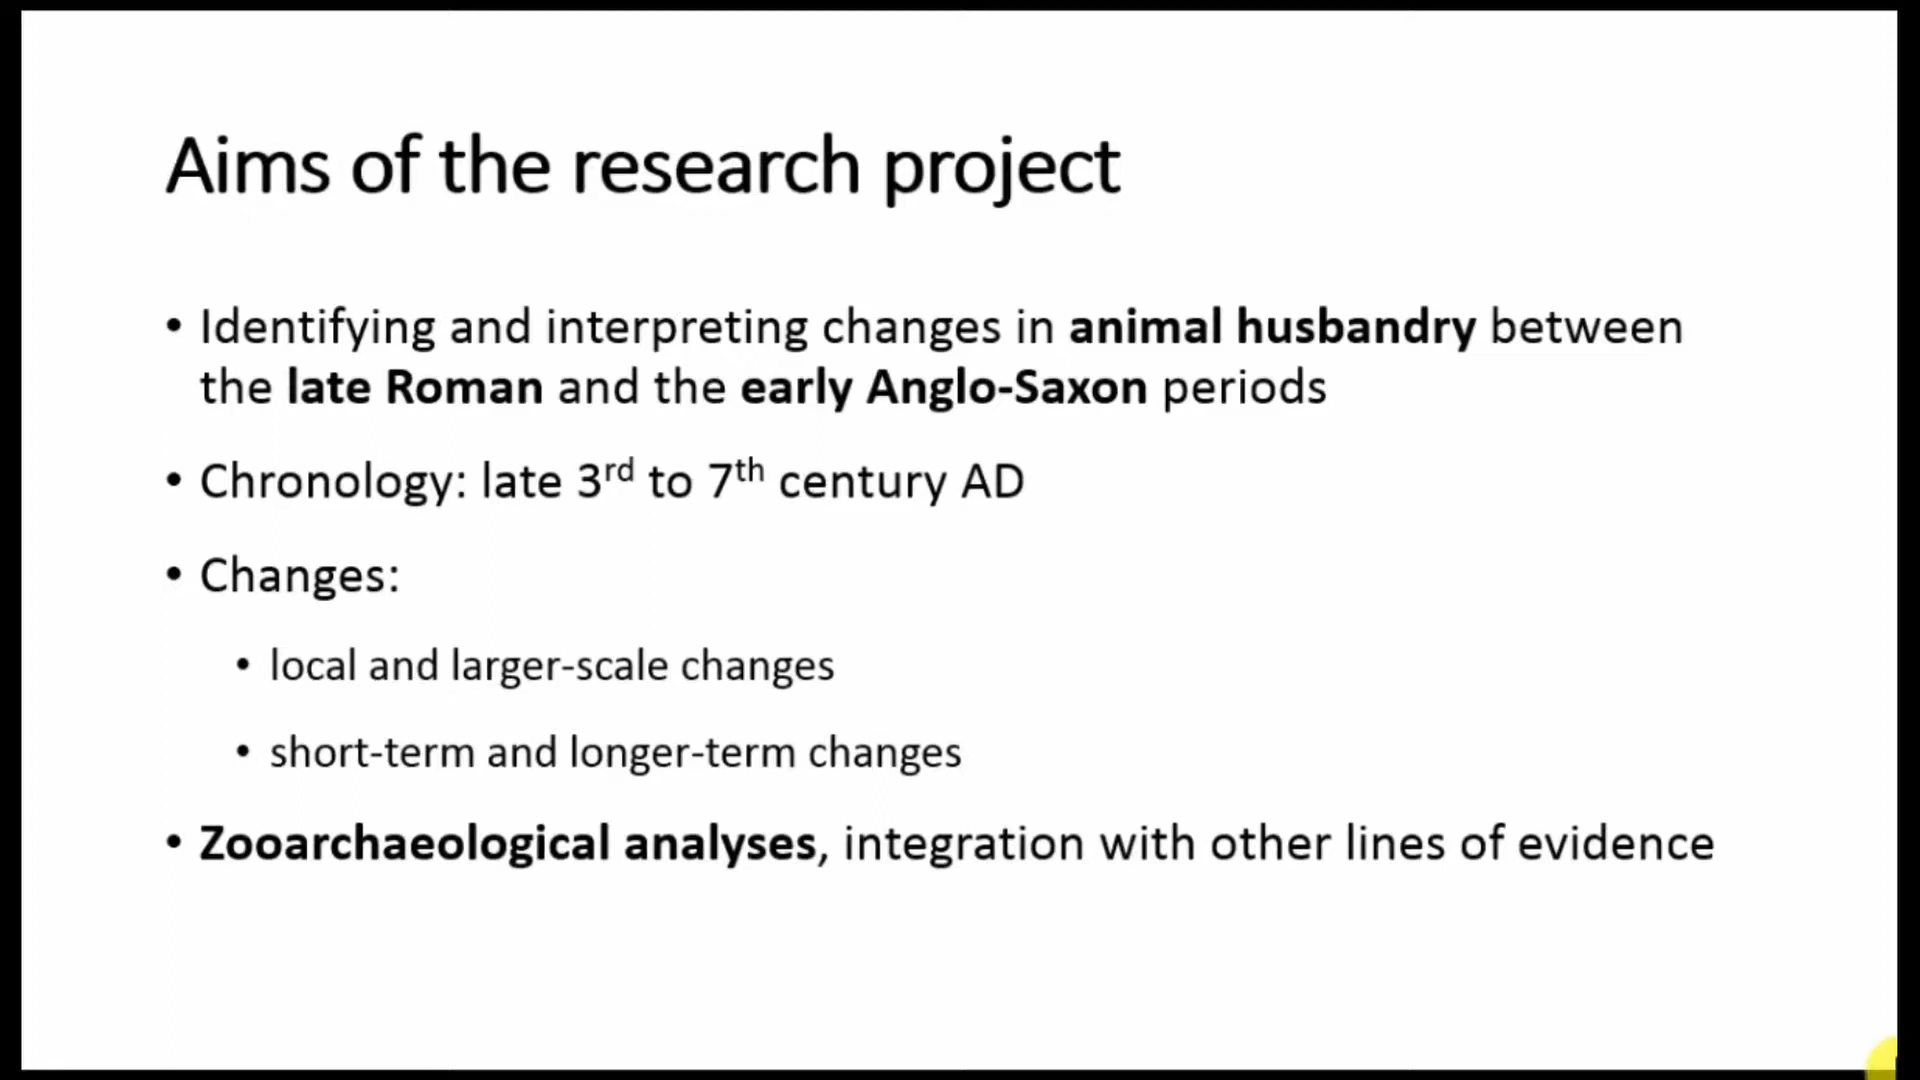 Aims of the research project
• Identifying and interpreting changes in animal husbandry between
the late Roman and the early Anglo-Saxon periods
• Chronology: late 3rd to 7th century AD
• Changes:
• local and larger-scale changes
• short-term and longer-term changes
• Zooarchaeological analyses, integration with other lines of evidence